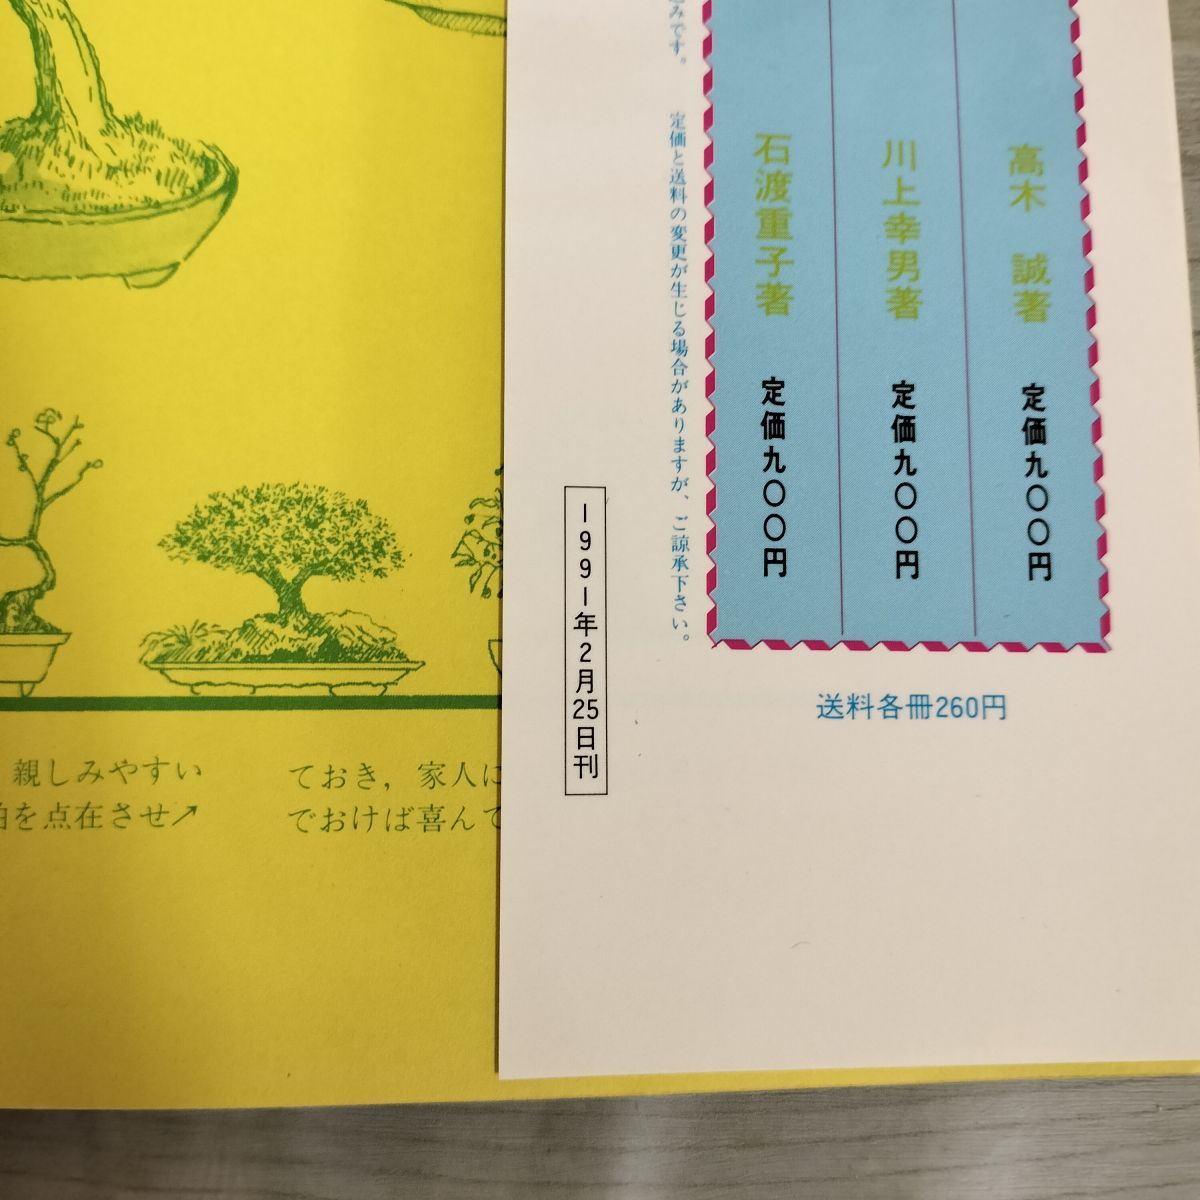 高木 誠著 定価九〇〇円
川上幸男著 定価九〇〇円
石渡重子著 定価九〇〇円
送料各冊260円
みです。 定価と送料の変更が生じる場合がありますが、ご諒承下さい。
1991年2月25日刊
親しみやすい
を点在させ↗
ておき，家人に
でおけば喜んで